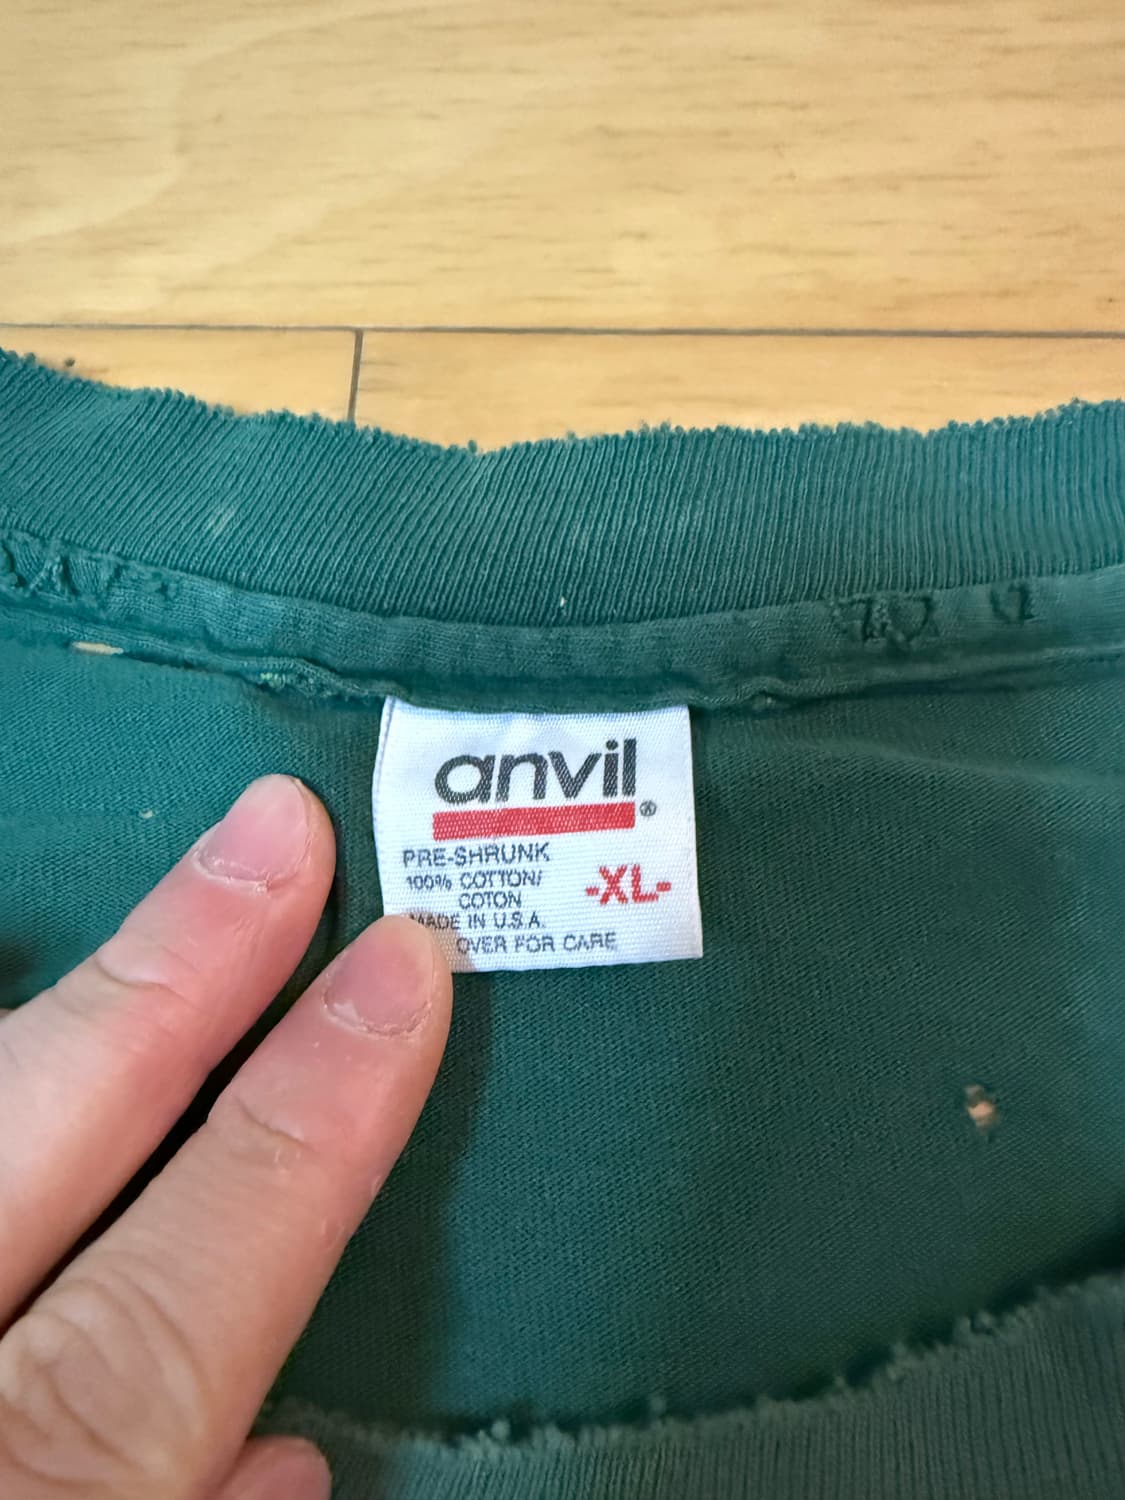 anvil®
PRE-SHRUNK
100% COTTON/
COTON
-XL-
MADE IN U.S.A.
OVER FOR CARE